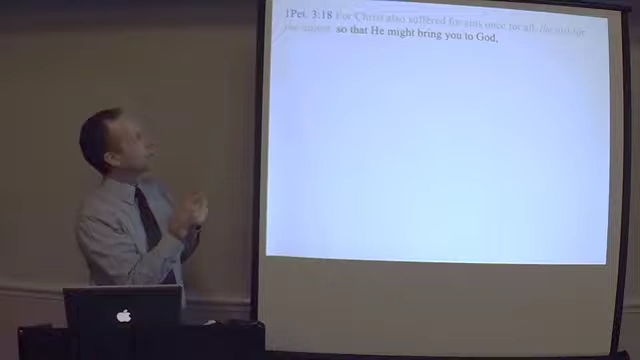 1Pet. 3:18 For Christ also suffered for sins once for all, the just for
the unjust, so that He might bring you to God,